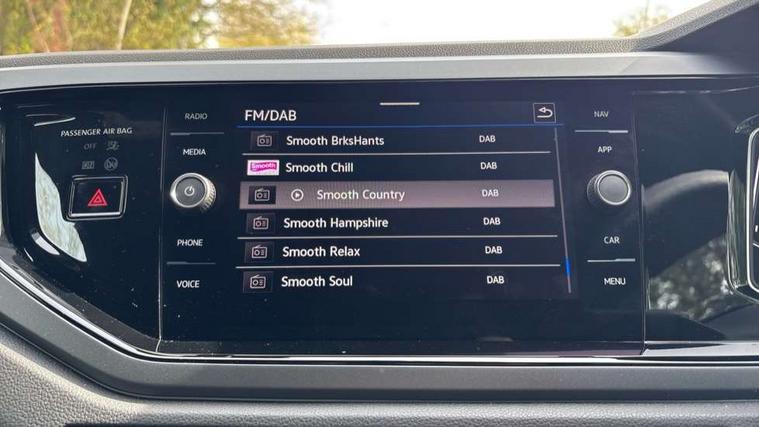 PASSENGER AIR BAG
OFF
RADIO
MEDIA
PHONE
VOICE
FM/DAB
Smooth BrksHants DAB
Smooth Smooth Chill DAB
Smooth Country DAB
Smooth Hampshire DAB
Smooth Relax DAB
Smooth Soul DAB
NAV
APP
CAR
MENU